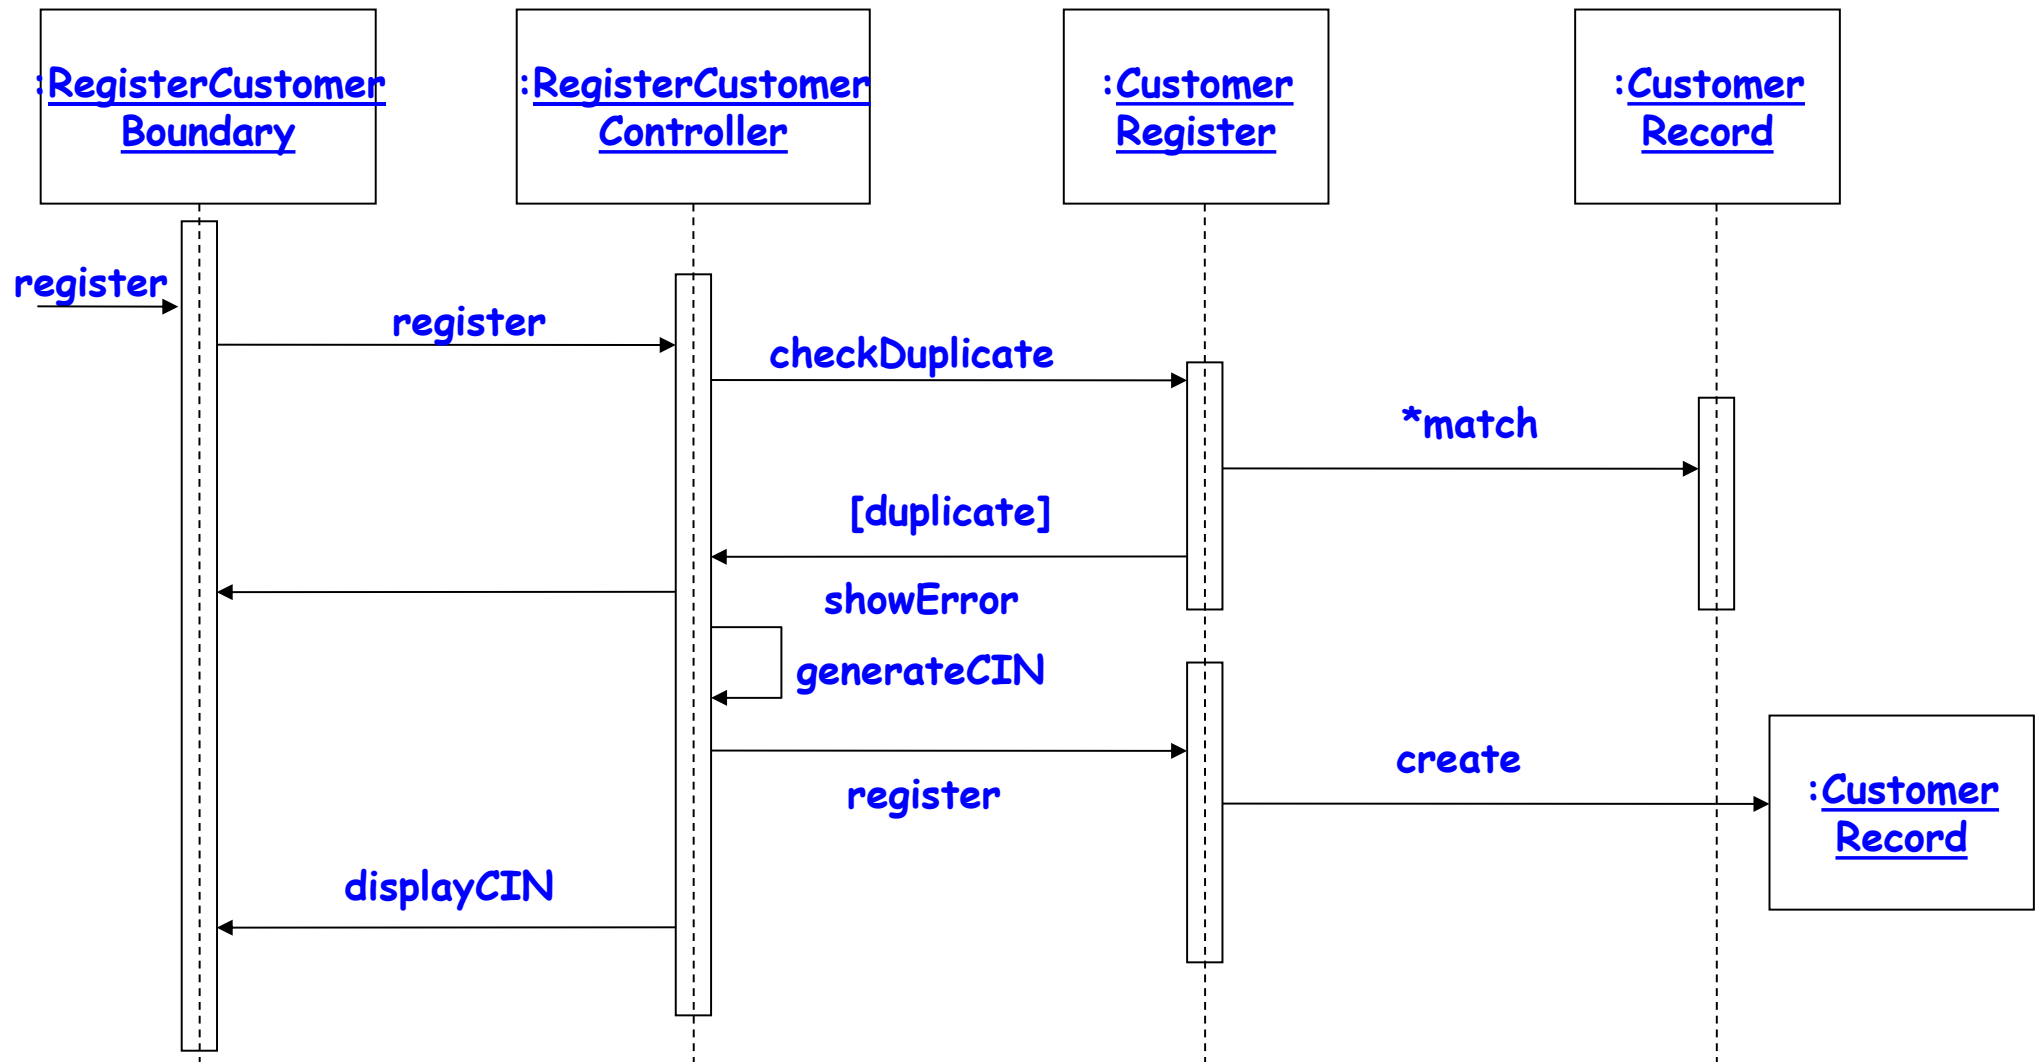 :RegisterCustomer
Boundary
:RegisterCustomer
Controller
:Customer
Register
:Customer
Record
register
register
checkDuplicate
*match
[duplicate]
showError
generateCIN
register
create
:Customer
Record
displayCIN